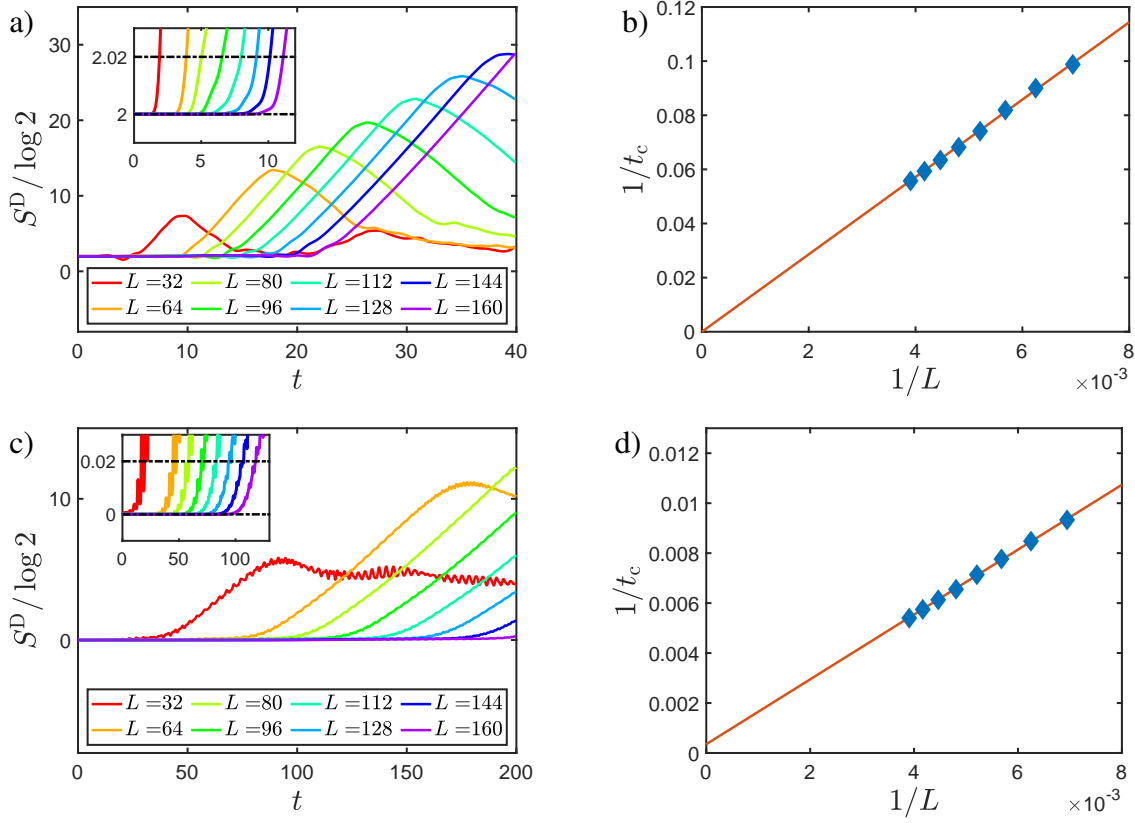 a)
30
20
10
0
S^D / log 2
2.02
2
0 5 10
L =32 L =80 L =112 L =144
L =64 L =96 L =128 L =160
0 10 20 30 40
t
b)
0.12
0.1
0.08
0.06
0.04
0.02
0
1/t_c
0 2 4 6 8
1/L
×10^-3
c)
10
0
S^D / log 2
0.02
0
0 50 100
L =32 L =80 L =112 L =144
L =64 L =96 L =128 L =160
0 50 100 150 200
t
d)
0.012
0.01
0.008
0.006
0.004
0.002
0
1/t_c
0 2 4 6 8
1/L
×10^-3